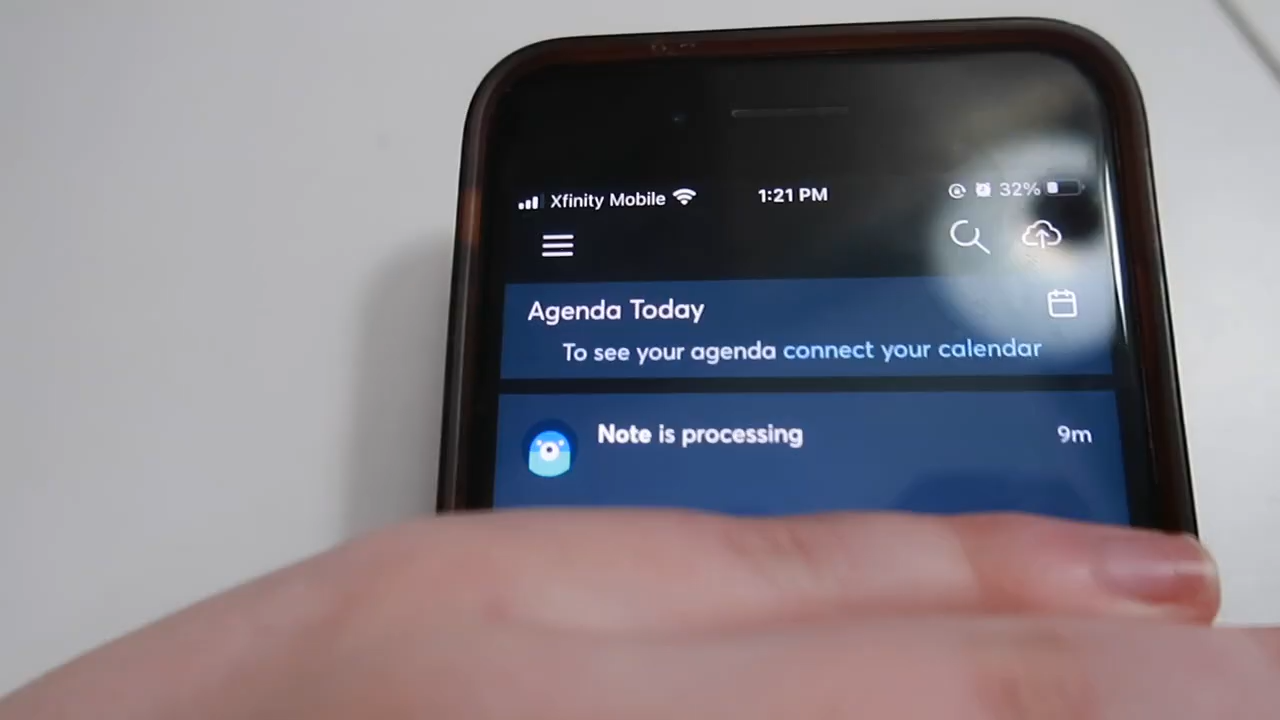 Xfinity Mobile 1:21 PM 32%
Agenda Today
To see your agenda connect your calendar
Note is processing 9m